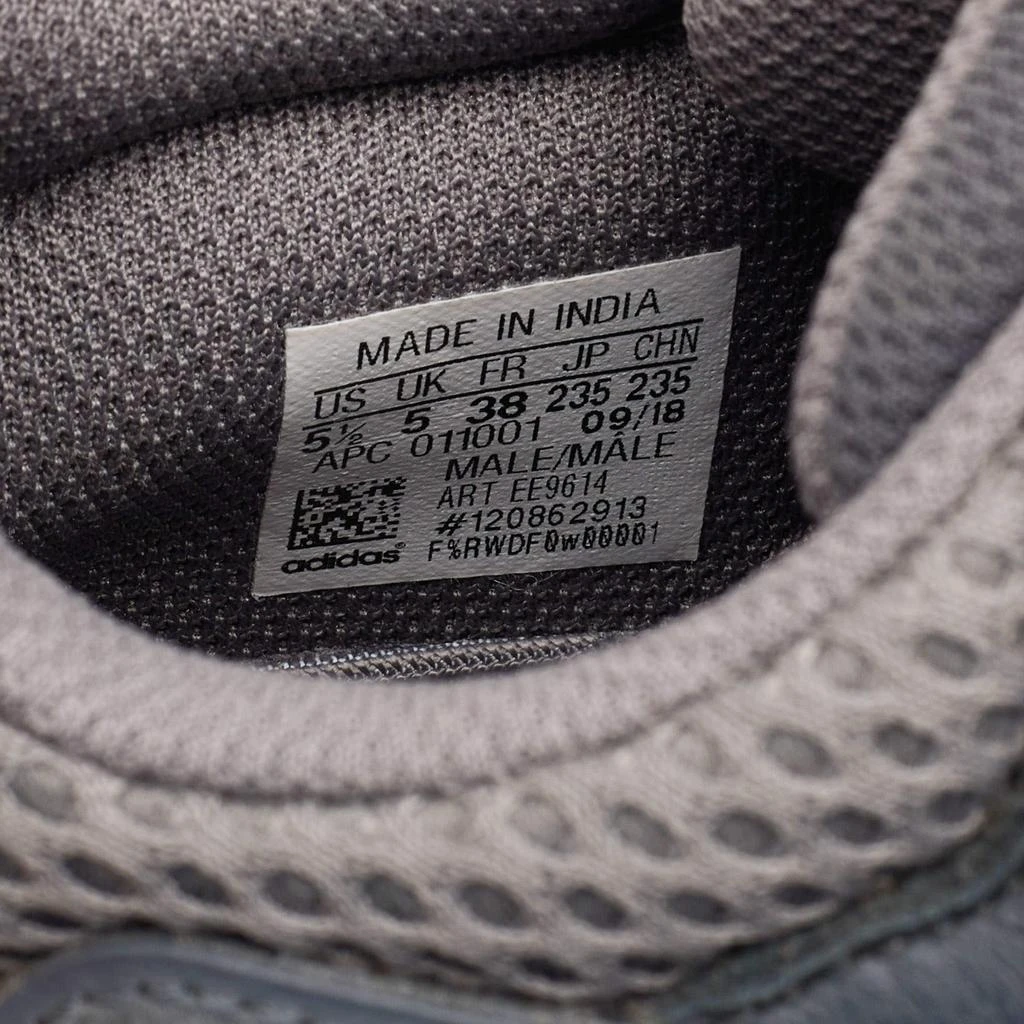 MADE IN INDIA
US UK FR JP CHN
5½ 5 38 235 235
APC 011001 09/18
MALE/MÂLE
ART EE9614
#120862913
F%RWDF0w00001
adidas®